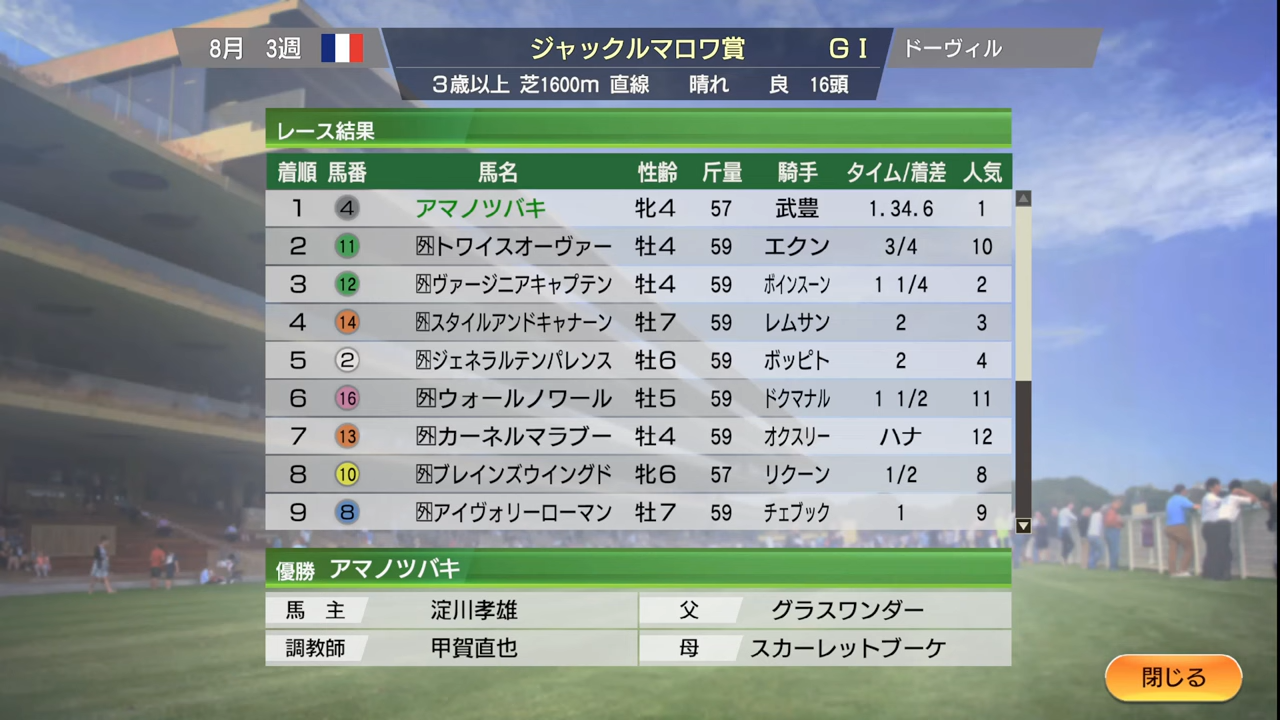 8月 3週 ジャックルマロワ賞 GⅠ ドーヴィル
3歳以上 芝1600m 直線 晴れ 良 16頭
レース結果
着順 馬番 馬名 性齢 斤量 騎手 タイム/着差 人気
1 4 アマノツバキ 牝4 57 武豊 1.34.6 1
2 11 外トワイスオーヴァー 牡4 59 エクン 3/4 10
3 12 外ヴァージニアキャプテン 牡4 59 ボインスーン 1 1/4 2
4 14 外スタイルアンドキャナーン 牡7 59 レムサン 2 3
5 2 外ジェネラルテンパレンス 牡6 59 ボッピト 2 4
6 16 外ウォールノワール 牡5 59 ドクマナル 1 1/2 11
7 13 外カーネルマラブー 牡4 59 オクスリー ハナ 12
8 10 外ブレインズウイングド 牝6 57 リクーン 1/2 8
9 8 外アイヴォリーローマン 牡7 59 チェブック 1 9
優勝 アマノツバキ
馬主 淀川孝雄 父 グラスワンダー
調教師 甲賀直也 母 スカーレットブーケ
閉じる